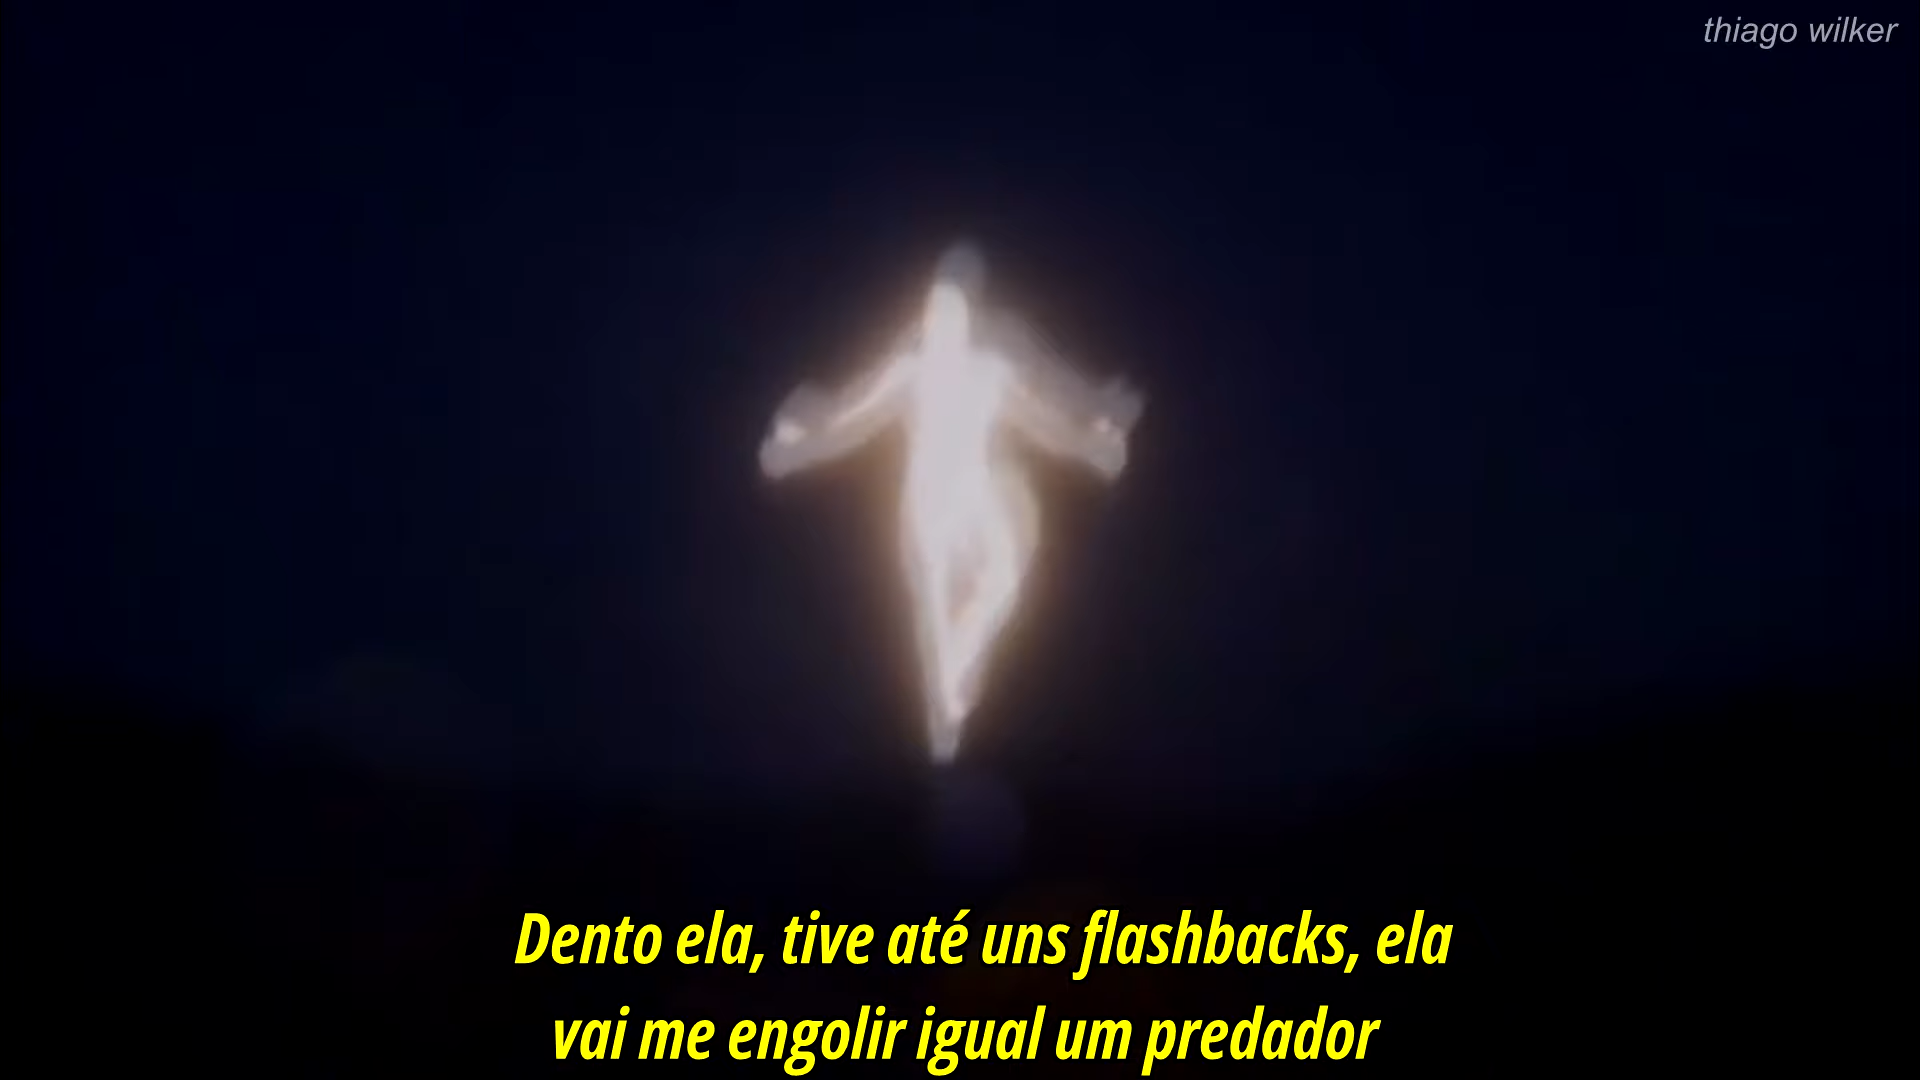 thiago wilker
Dento ela, tive até uns flashbacks, ela
vai me engolir igual um predador